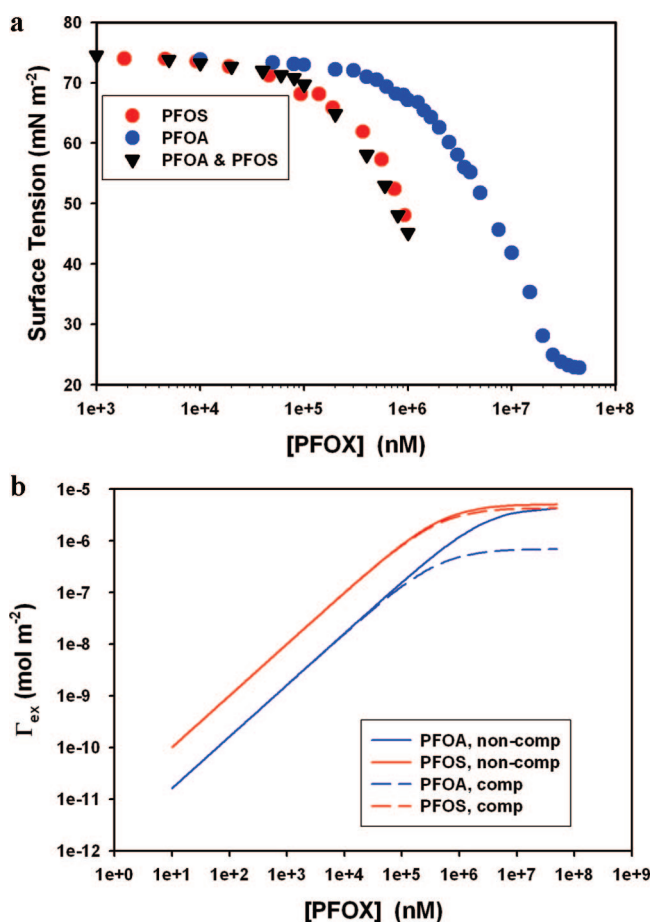 a
80
70
60
50
40
30
20
Surface Tension (mN m⁻²)
PFOS
PFOA
PFOA & PFOS
1e+3 1e+4 1e+5 1e+6 1e+7 1e+8
[PFOX] (nM)
b
1e-5
1e-6
1e-7
1e-8
1e-9
1e-10
1e-11
1e-12
Γex (mol m⁻²)
PFOA, non-comp
PFOS, non-comp
PFOA, comp
PFOS, comp
1e+0 1e+1 1e+2 1e+3 1e+4 1e+5 1e+6 1e+7 1e+8 1e+9
[PFOX] (nM)